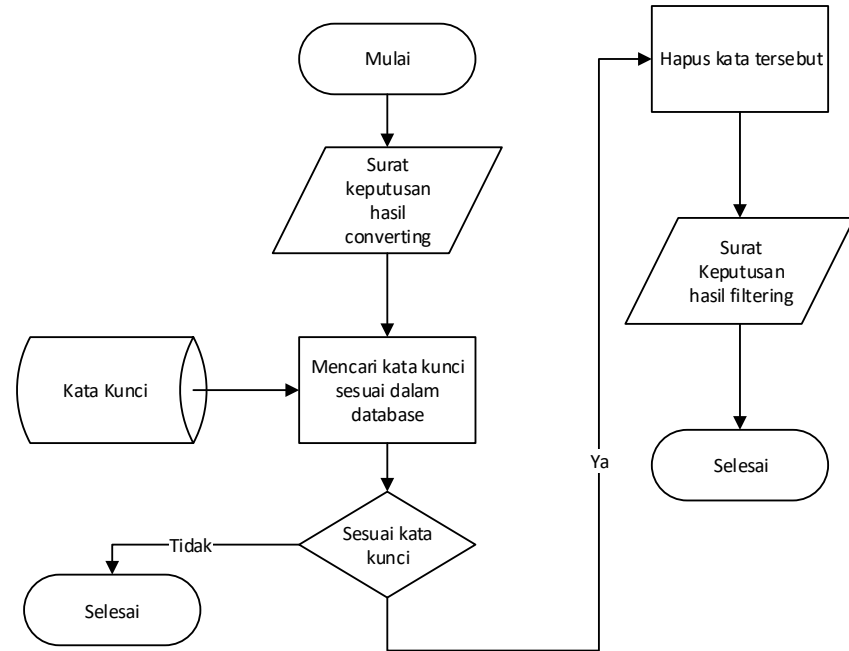 Mulai
Surat
keputusan
hasil
converting
Kata Kunci
Mencari kata kunci
sesuai dalam
database
Sesuai kata
kunci
Tidak
Selesai
Ya
Hapus kata tersebut
Surat
Keputusan
hasil filtering
Selesai